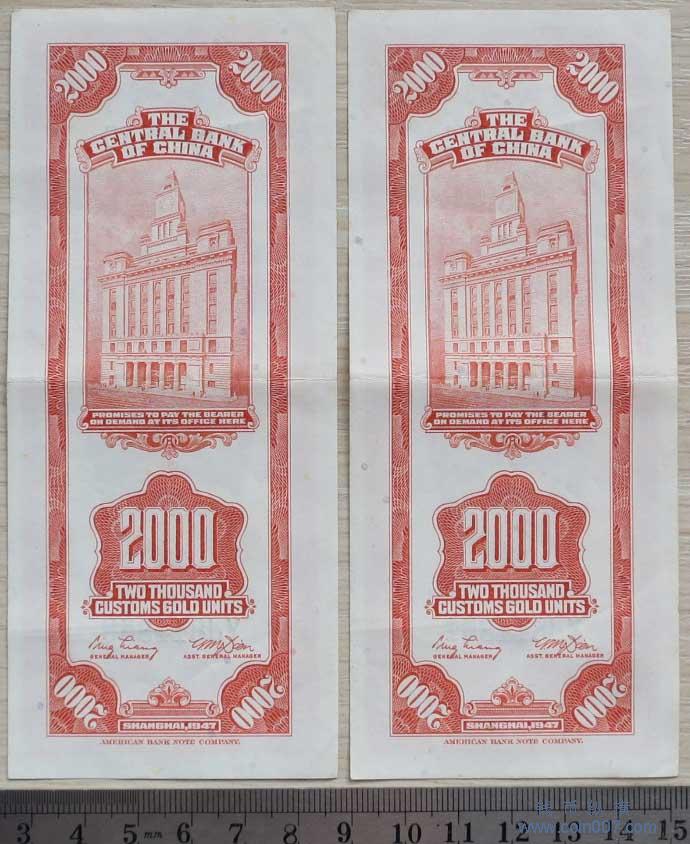 2000 2000
THE
CENTRAL BANK
OF CHINA
PROMISES TO PAY THE BEARER
ON DEMAND AT ITS OFFICE HERE
2000
TWO THOUSAND
CUSTOMS GOLD UNITS
GENERAL MANAGER ASST. GENERAL MANAGER
2000 2000
SHANGHAI, 1947
AMERICAN BANK NOTE COMPANY.
2000 2000
THE
CENTRAL BANK
OF CHINA
PROMISES TO PAY THE BEARER
ON DEMAND AT ITS OFFICE HERE
2000
TWO THOUSAND
CUSTOMS GOLD UNITS
GENERAL MANAGER ASST. GENERAL MANAGER
2000 2000
SHANGHAI, 1947
AMERICAN BANK NOTE COMPANY.
3 4 5 mm 6 7 8 9 10 11 12 13 14 15
www.coin007.com